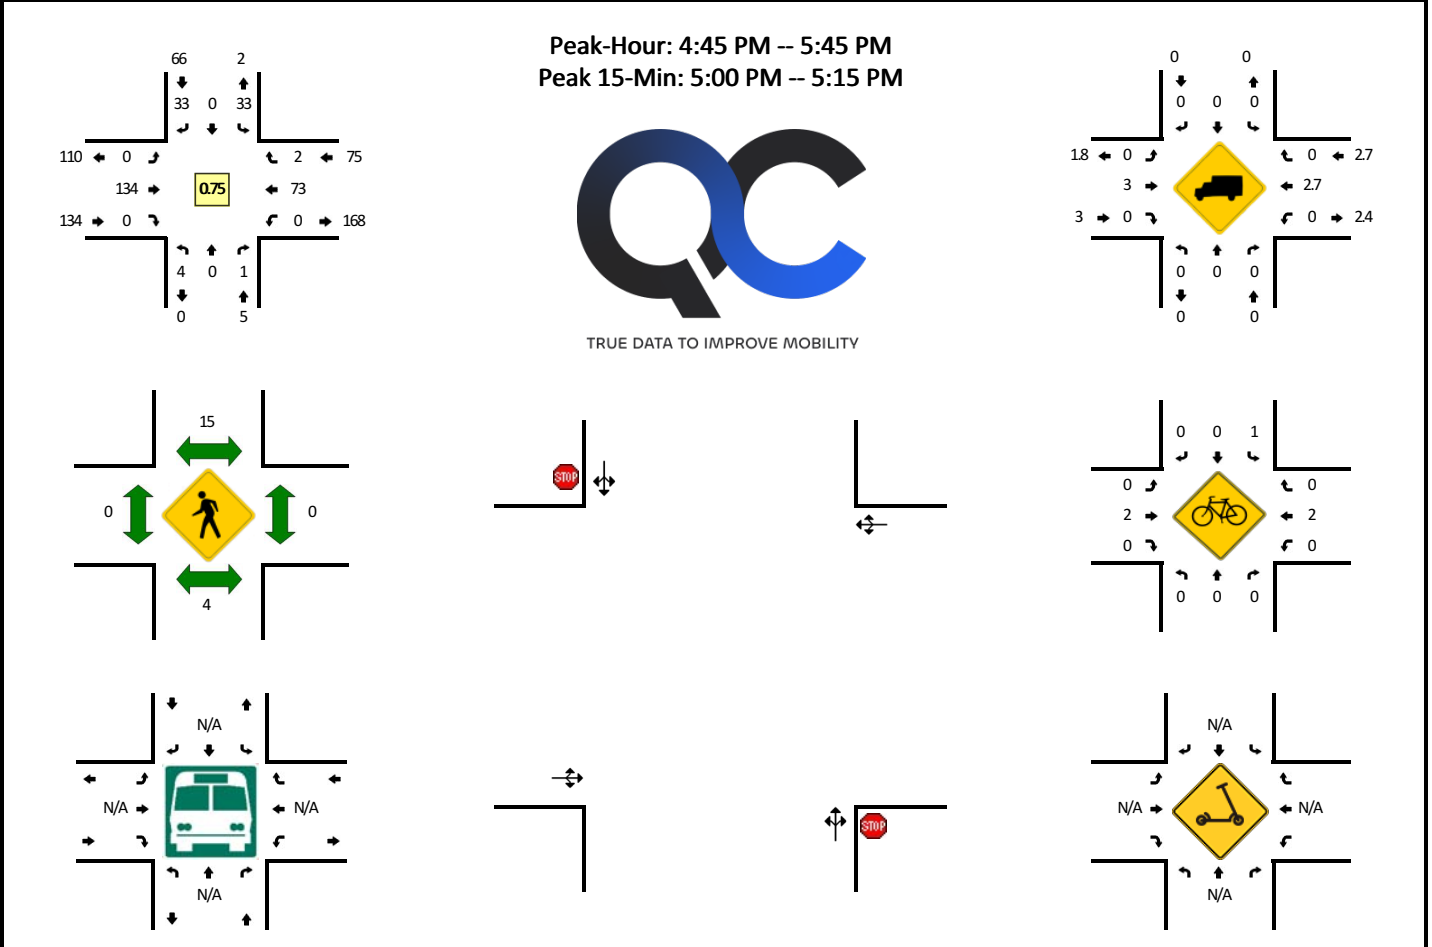 Peak-Hour: 4:45 PM -- 5:45 PM
Peak 15-Min: 5:00 PM -- 5:15 PM
66 2
33 0 33
110 0 2 75
134 0.75 73
134 0 0 168
4 0 1
0 5
TRUE DATA TO IMPROVE MOBILITY
0 0
0 0 0
1.8 0 0 2.7
3 2.7
3 0 0 2.4
0 0 0
0 0
15
0 0
4
STOP
STOP
0 0 1
0 0
2 2
0 0
0 0 0
N/A
N/A N/A
N/A
N/A
N/A N/A
N/A